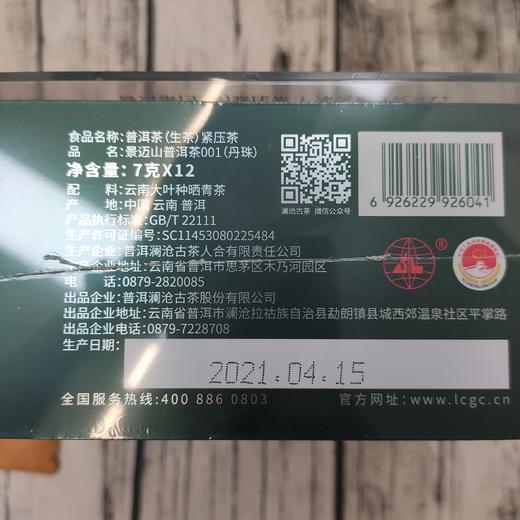 食品名称:普洱茶(生茶)紧压茶
品　　名:景迈山普洱茶001(丹珠)
净含量: 7克X12
配　　料:云南大叶种晒青茶
产　　地:中国 云南 普洱
产品执行标准:GB/T 22111
生产许可证编号:SC11453080225484
生产企业:普洱澜沧古茶人合有限责任公司
生产企业地址:云南省普洱市思茅区木乃河园区
电　　话:0879-2820085
出品企业:普洱澜沧古茶股份有限公司
出品企业地址:云南省普洱市澜沧拉祜族自治县勐朗镇县城西郊温泉社区平掌路
出品企业电话:0879-7228708
生产日期:
2021.04.15
全国服务热线:400 886 0803
官方网址:www.lcgc.cn
澜沧古茶 微信公众号
6 926229 926041
®